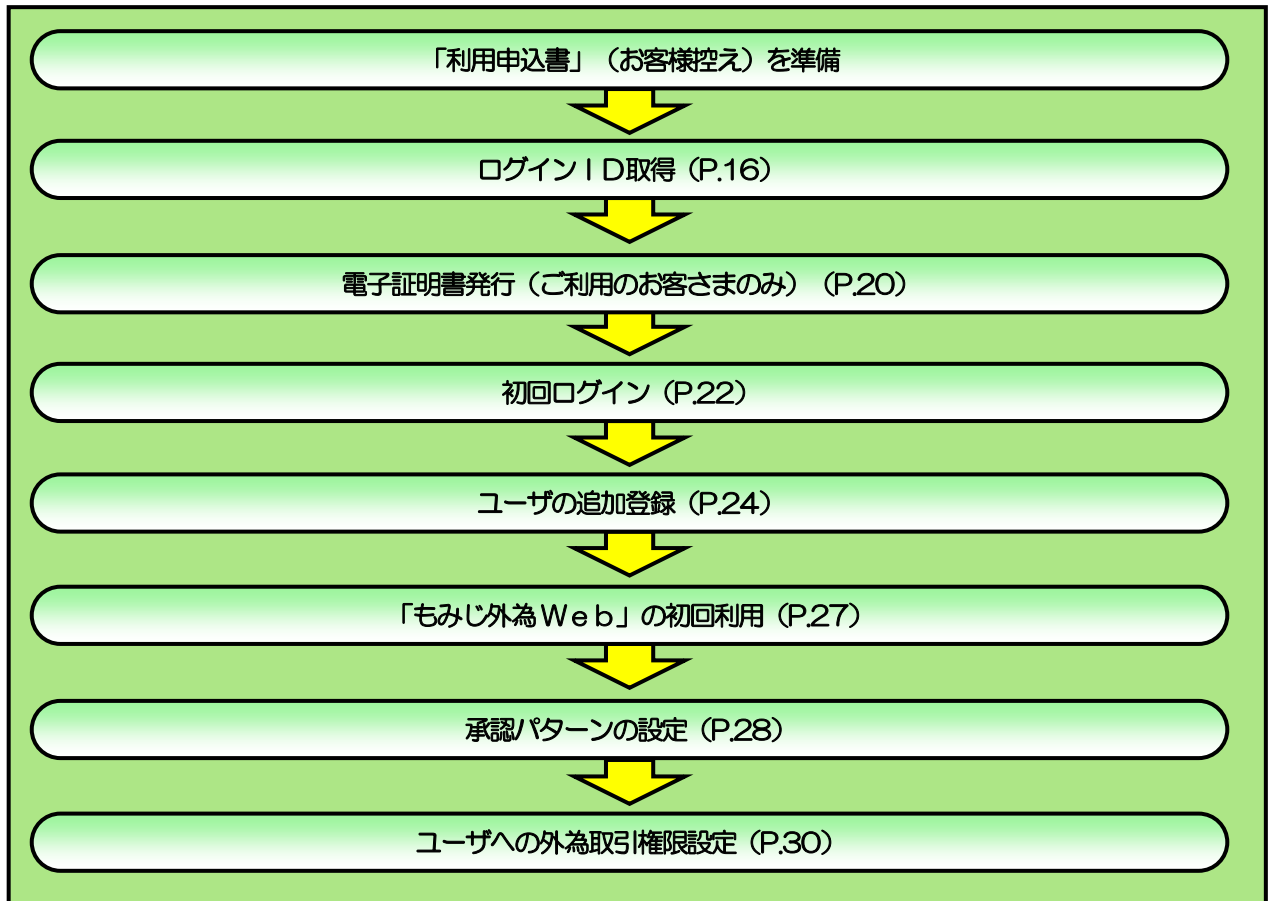 「利用申込書」（お客様控え）を準備
ログインＩＤ取得（P.16）
電子証明書発行（ご利用のお客さまのみ）（P.20）
初回ログイン（P.22）
ユーザの追加登録（P.24）
「もみじ外為Ｗｅｂ」の初回利用（P.27）
承認パターンの設定（P.28）
ユーザへの外為取引権限設定（P.30）